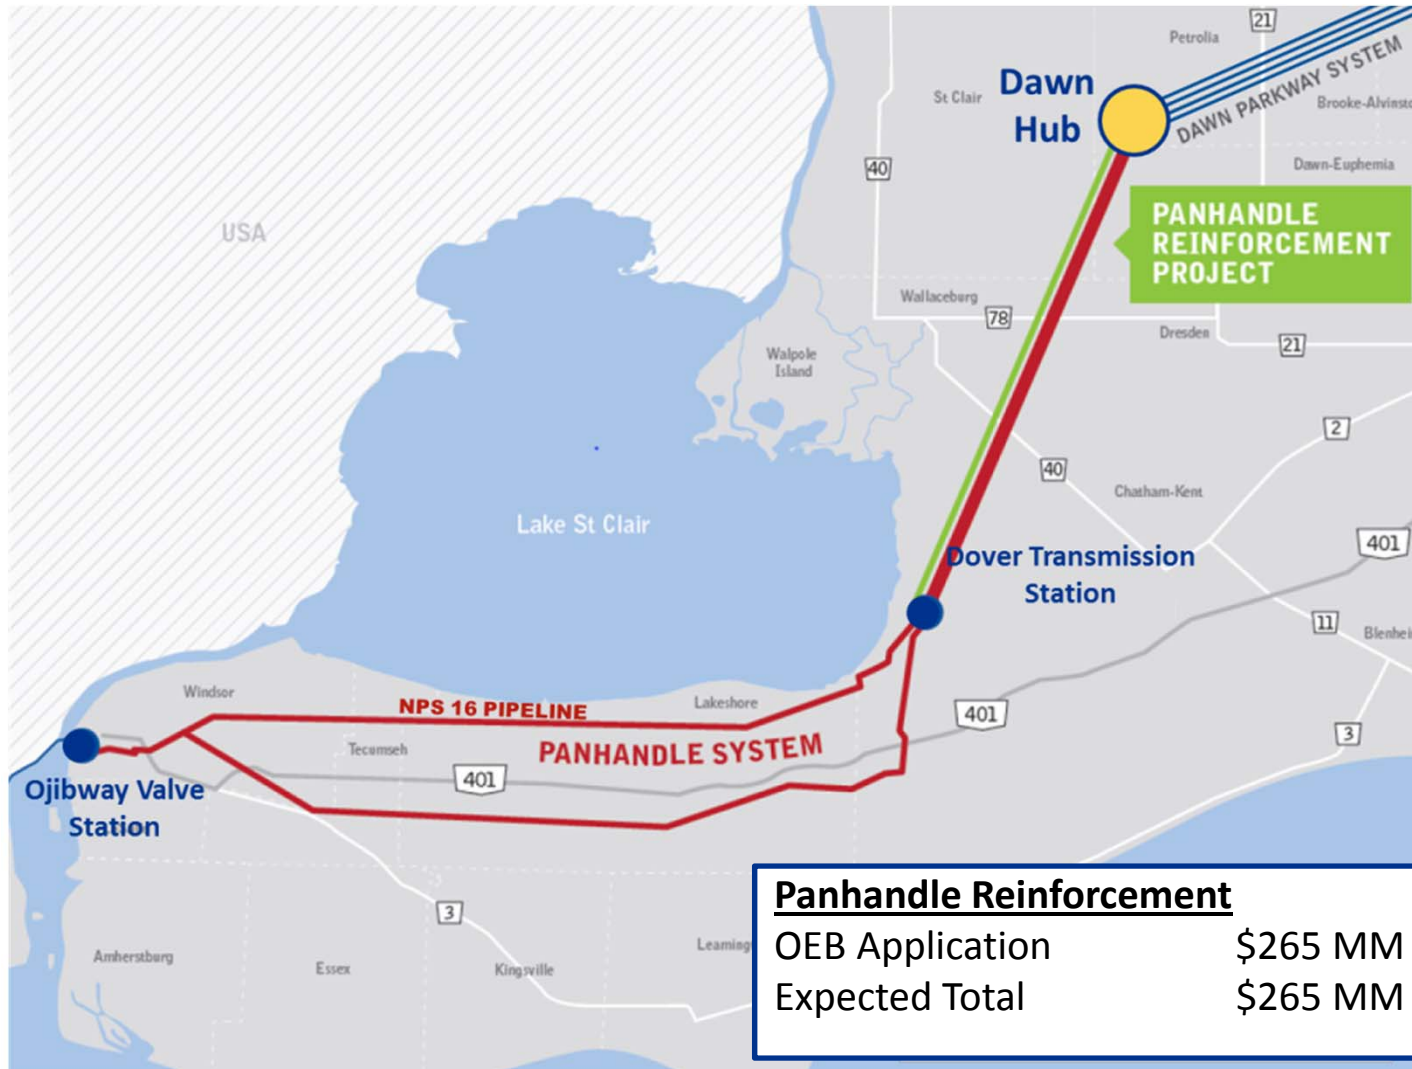 21
Petrolia
Dawn
Hub
St Clair
DAWN PARKWAY SYSTEM
40
Dawn-Euphemia
PANHANDLE
REINFORCEMENT
PROJECT
USA
Wallaceburg
78
Dresden
21
Walpole
Island
2
40
Chatham-Kent
Lake St Clair
401
Dover Transmission
Station
11
Windsor
NPS 16 PIPELINE
Lakeshore
401
3
Tecumseh
PANHANDLE SYSTEM
401
Ojibway Valve
Station
3
Amherstburg
Essex
Kingsville
Panhandle Reinforcement
OEB Application $265 MM
Expected Total $265 MM